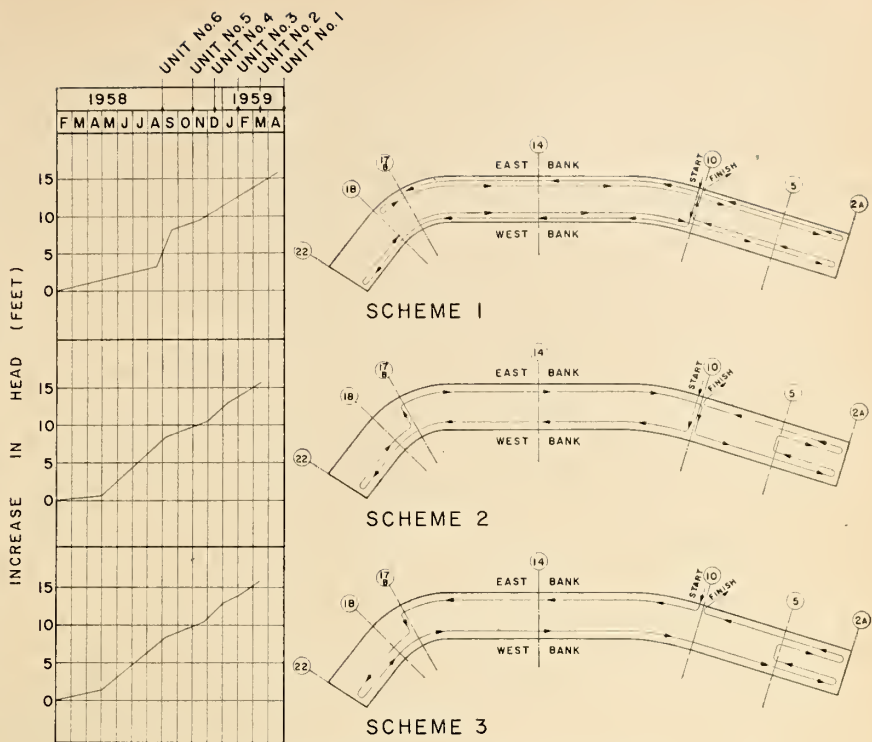 UNIT No.6
UNIT No.5
UNIT No.4
UNIT No.3
UNIT No.2
UNIT No.1
1958 1959
F M A M J J A S O N D J F M A
INCREASE IN HEAD (FEET)
15
10
5
0
14
17
18
22
EAST BANK
WEST BANK
10
START
FINISH
5
2A
SCHEME 1
15
10
5
0
14
17
18
22
EAST BANK
WEST BANK
10
START
FINISH
5
2A
SCHEME 2
15
10
5
0
14
17
18
22
EAST BANK
WEST BANK
10
START
FINISH
5
2A
SCHEME 3